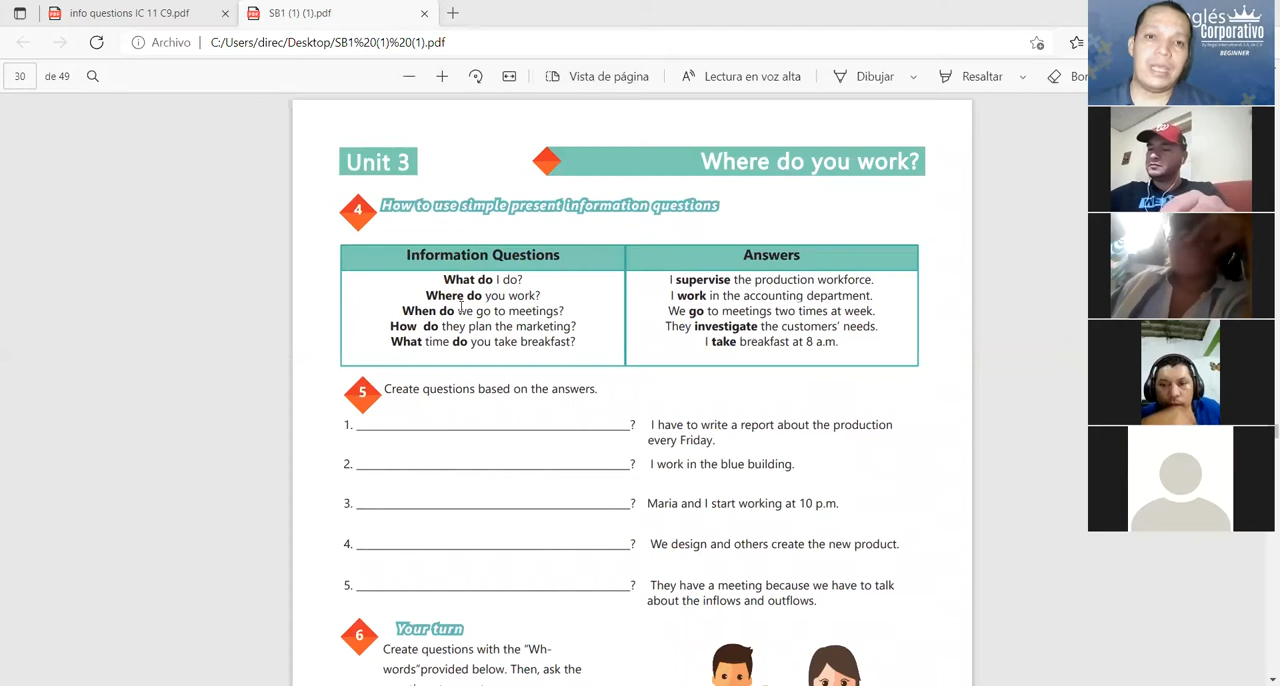 info questions IC 11 C9.pdf
SB1 (1) (1).pdf
Archivo
C:/Users/direc/Desktop/SB1%20(1)%20(1).pdf
30
de 49
Vista de página
Lectura en voz alta
Dibujar
Resaltar
glés
Corporativo
BEGINNER
Unit 3
Where do you work?
4
How to use simple present information questions
Information Questions
Answers
What do I do?
I supervise the production workforce.
Where do you work?
I work in the accounting department.
When do we go to meetings?
We go to meetings two times at week.
How do they plan the marketing?
They investigate the customers' needs.
What time do you take breakfast?
I take breakfast at 8 a.m.
5
Create questions based on the answers.
1. ______________________________? I have to write a report about the production
every Friday.
2. ______________________________? I work in the blue building.
3. ______________________________? Maria and I start working at 10 p.m.
4. ______________________________? We design and others create the new product.
5. ______________________________? They have a meeting because we have to talk
about the inflows and outflows.
6
Your turn
Create questions with the "Wh-
words"provided below. Then, ask the